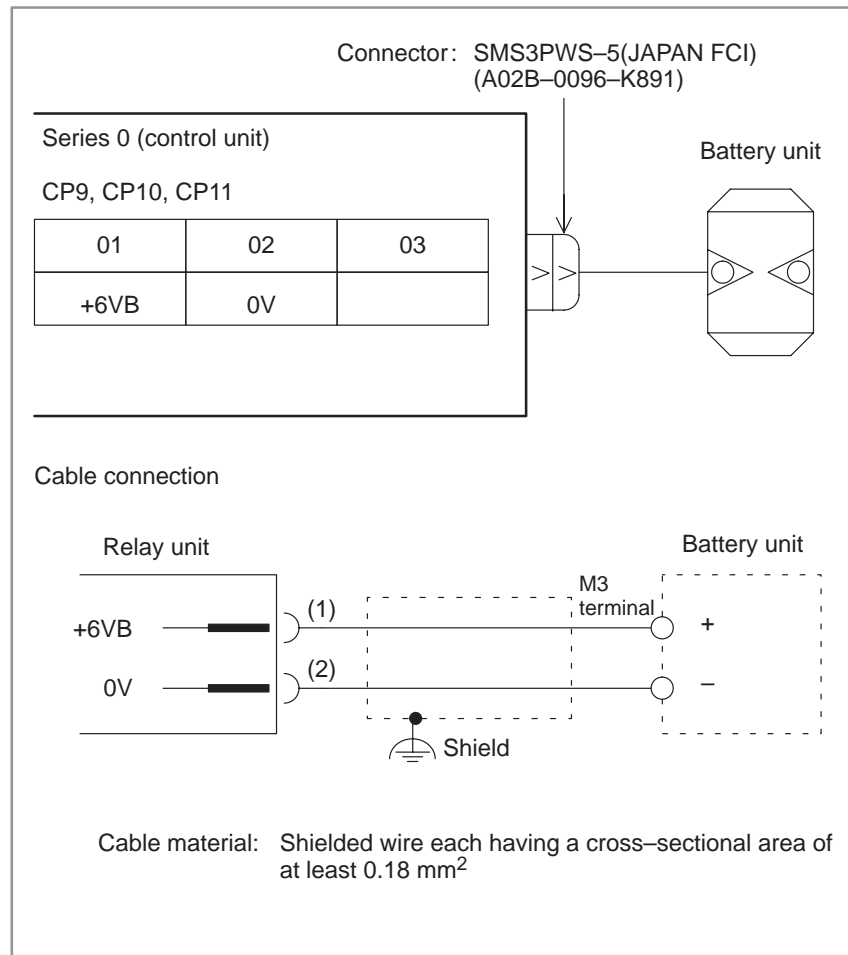 Connector: SMS3PWS–5(JAPAN FCI)
(A02B–0096–K891)
Series 0 (control unit)
Battery unit
CP9, CP10, CP11
01 02 03
+6VB 0V
Cable connection
Relay unit
Battery unit
M3
terminal
+6VB (1) +
0V (2) –
Shield
Cable material: Shielded wire each having a cross–sectional area of
at least 0.18 mm2